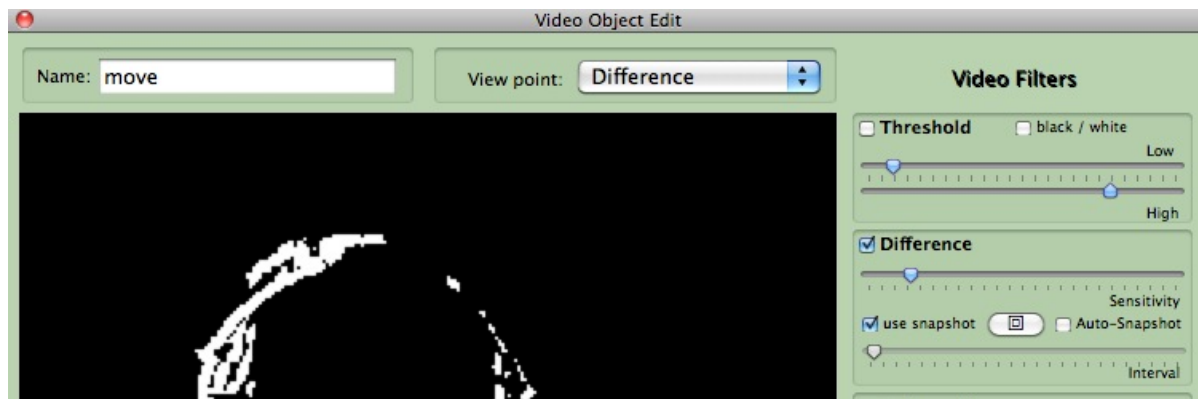 Video Object Edit
Name: move
View point: Difference
Video Filters
Threshold black / white
Low
High
Difference
Sensitivity
use snapshot Auto-Snapshot
Interval